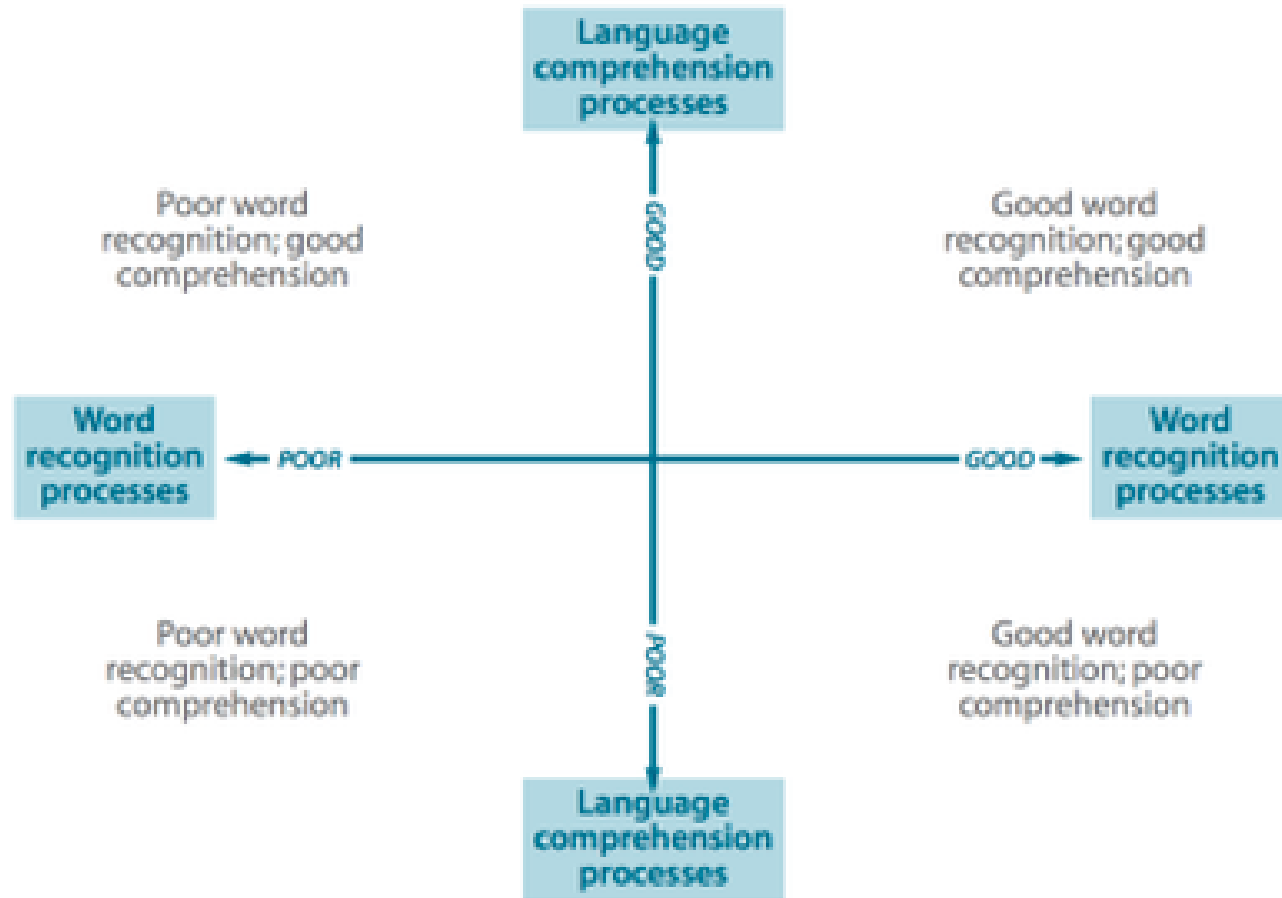 Language
comprehension
processes
GOOD
Poor word
recognition; good
comprehension
Good word
recognition; good
comprehension
Word
recognition
processes
POOR
GOOD
Word
recognition
processes
Poor word
recognition; poor
comprehension
POOR
Good word
recognition; poor
comprehension
Language
comprehension
processes